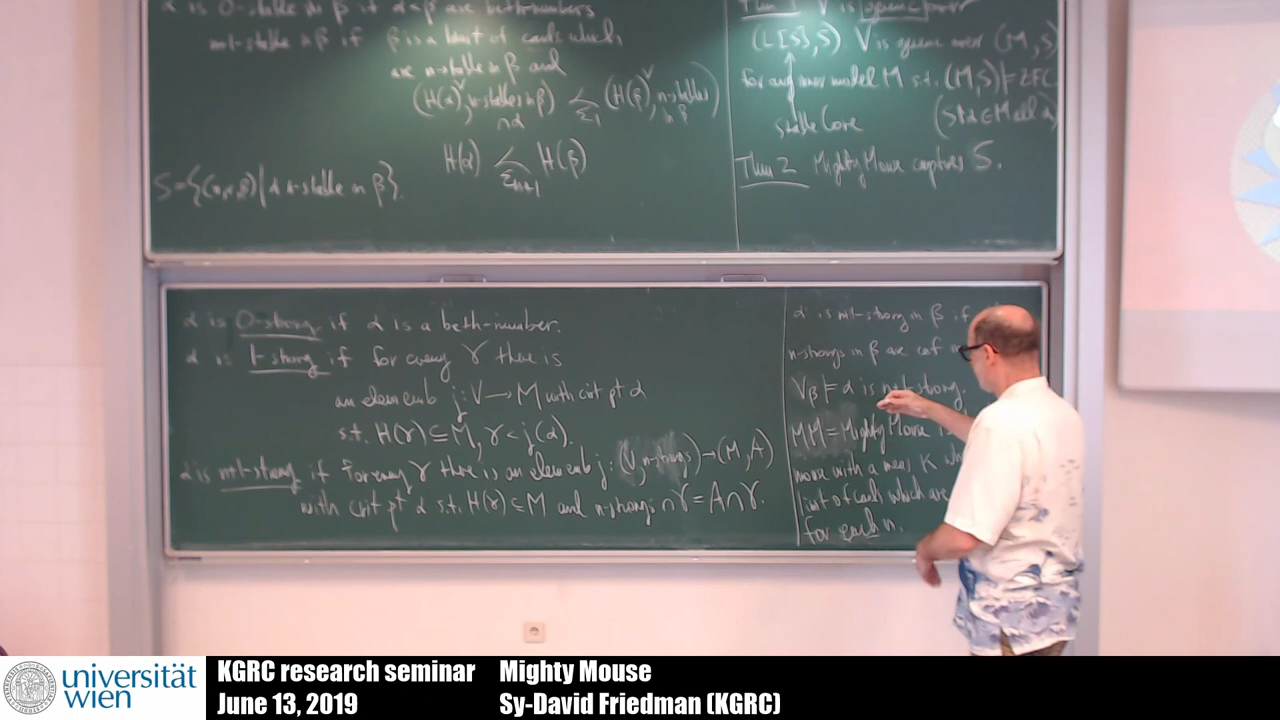 α is 0-stable in β if α<β are beth-numbers
n+1-stable in β if β is a limit of cards which
are n-stable in β and
(H(α)^V, n-stables in β) ≺_{Σ1} (H(β)^V, n-stables in β)
∩α
H(α) ≺_{Σn+1} H(β)
S={(n,α,β) | α n-stable in β}.
Thm 1 V is generic over
(L[S],S) V is generic over (M,S)
for any inner model M s.t. (M,S)⊨ZFC
Stable Core
Thm 2 MightyMouse captures S.
α is 0-strong if α is a beth-number.
α is 1-strong if for every γ there is
an elem emb j: V → M with crit pt α
s.t. H(γ)⊆M, γ<j(α).
α is n+1-strong if for every γ there is an elem emb j: (V, n-strongs)→(M,A)
with crit pt α s.t. H(γ)⊆M and n-strongs∩γ = A∩γ.
α is n+1-strong in β if
n-strongs in β are cof
Vβ ⊨ α is n+1-strong.
MM = Mighty Mouse is
mouse with a meas κ
limit of cards which are
for each n.
universität wien
KGRC research seminar
June 13, 2019
Mighty Mouse
Sy-David Friedman (KGRC)